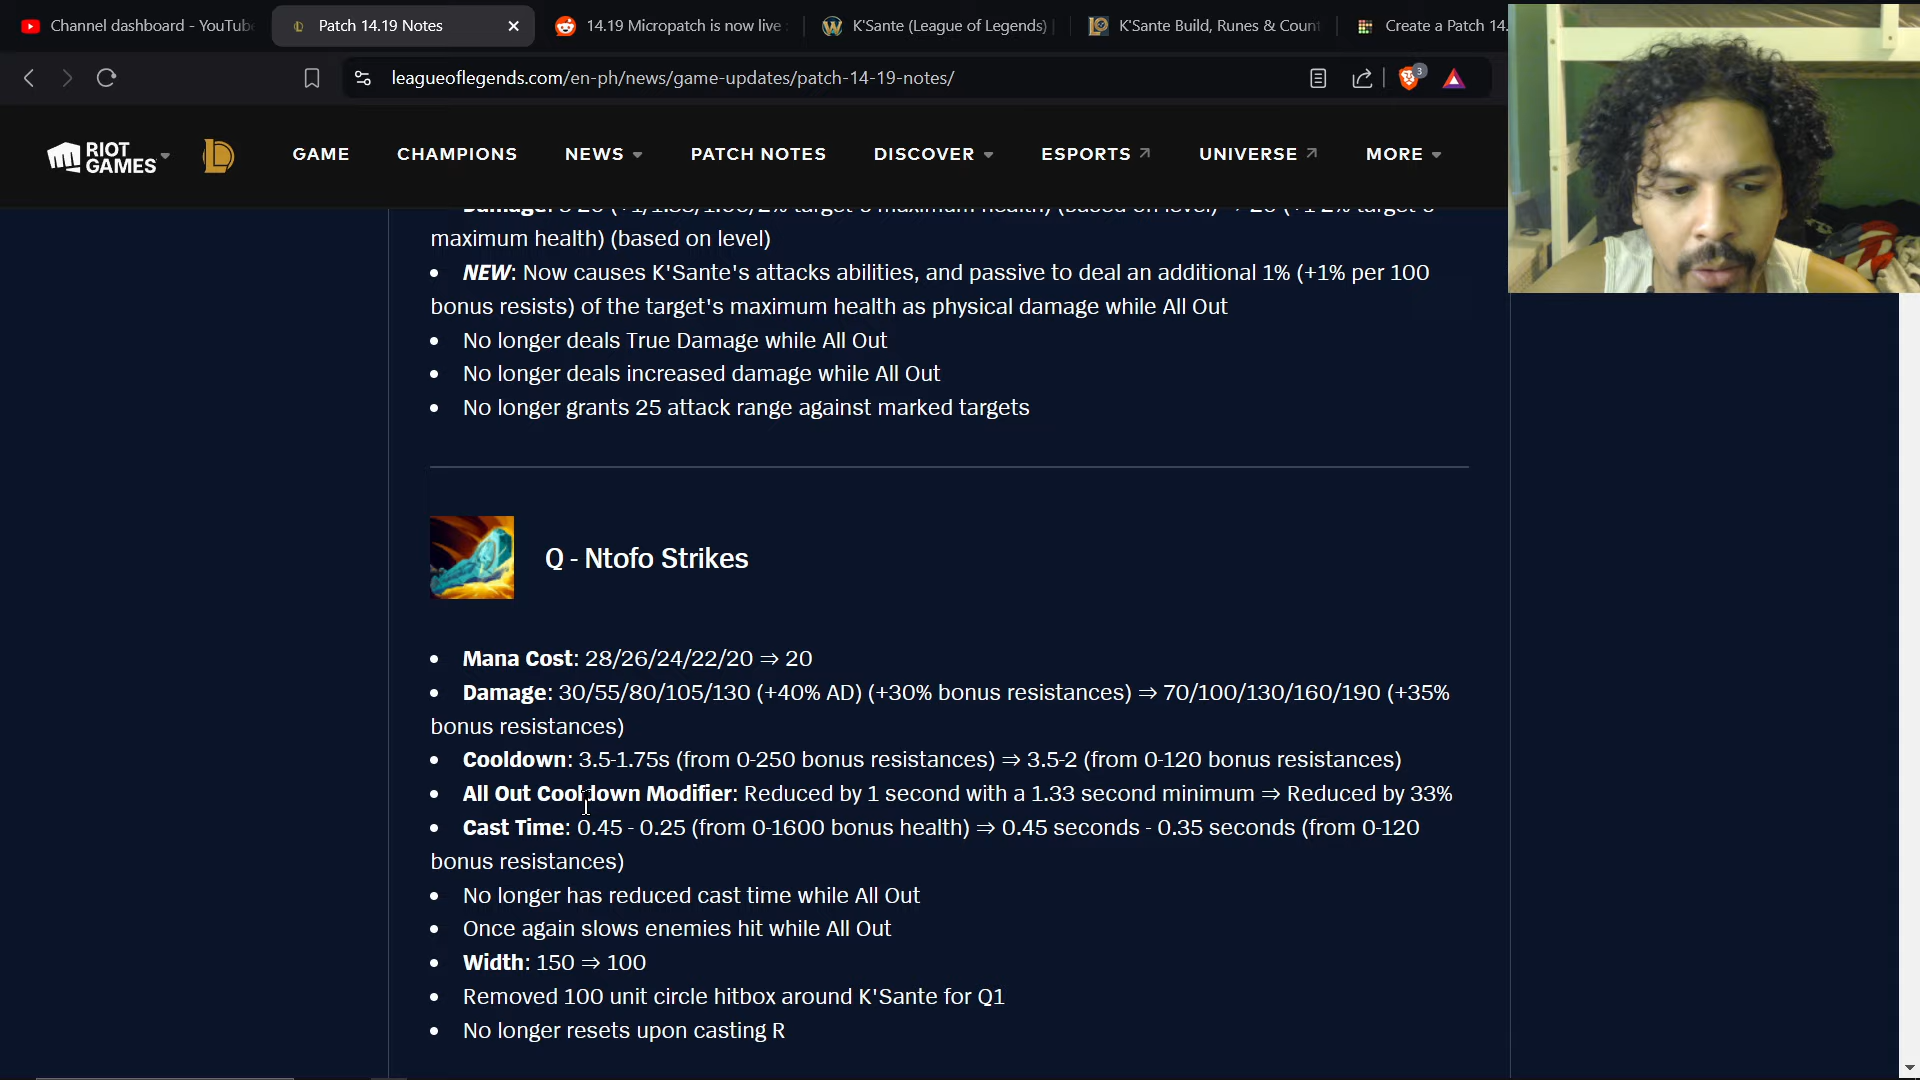 Channel dashboard - YouTube
Patch 14.19 Notes
14.19 Micropatch is now live
K'Sante (League of Legends)
K'Sante Build, Runes & Count
Create a Patch 14.
leagueoflegends.com/en-ph/news/game-updates/patch-14-19-notes/
3
RIOT GAMES
GAME
CHAMPIONS
NEWS
PATCH NOTES
DISCOVER
ESPORTS
UNIVERSE
MORE
maximum health) (based on level)
NEW: Now causes K'Sante's attacks abilities, and passive to deal an additional 1% (+1% per 100
bonus resists) of the target's maximum health as physical damage while All Out
No longer deals True Damage while All Out
No longer deals increased damage while All Out
No longer grants 25 attack range against marked targets
Q - Ntofo Strikes
Mana Cost: 28/26/24/22/20 ⇒ 20
Damage: 30/55/80/105/130 (+40% AD) (+30% bonus resistances) ⇒ 70/100/130/160/190 (+35%
bonus resistances)
Cooldown: 3.5-1.75s (from 0-250 bonus resistances) ⇒ 3.5-2 (from 0-120 bonus resistances)
All Out Cooldown Modifier: Reduced by 1 second with a 1.33 second minimum ⇒ Reduced by 33%
Cast Time: 0.45 - 0.25 (from 0-1600 bonus health) ⇒ 0.45 seconds - 0.35 seconds (from 0-120
bonus resistances)
No longer has reduced cast time while All Out
Once again slows enemies hit while All Out
Width: 150 ⇒ 100
Removed 100 unit circle hitbox around K'Sante for Q1
No longer resets upon casting R